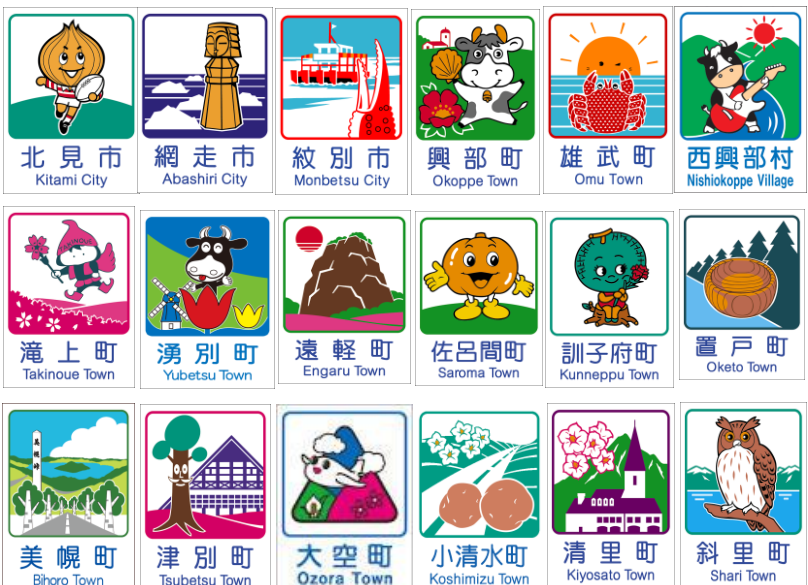 北見市
Kitami City
網走市
Abashiri City
紋別市
Monbetsu City
興部町
Okoppe Town
雄武町
Omu Town
西興部村
Nishiokoppe Village
TAKINOUE
滝上町
Takinoue Town
湧別町
Yubetsu Town
遠軽町
Engaru Town
佐呂間町
Saroma Town
訓子府町
Kunneppu Town
置戸町
Oketo Town
美幌峠
美幌町
Bihoro Town
津別町
Tsubetsu Town
大空町
Ozora Town
小清水町
Koshimizu Town
清里町
Kiyosato Town
斜里町
Shari Town